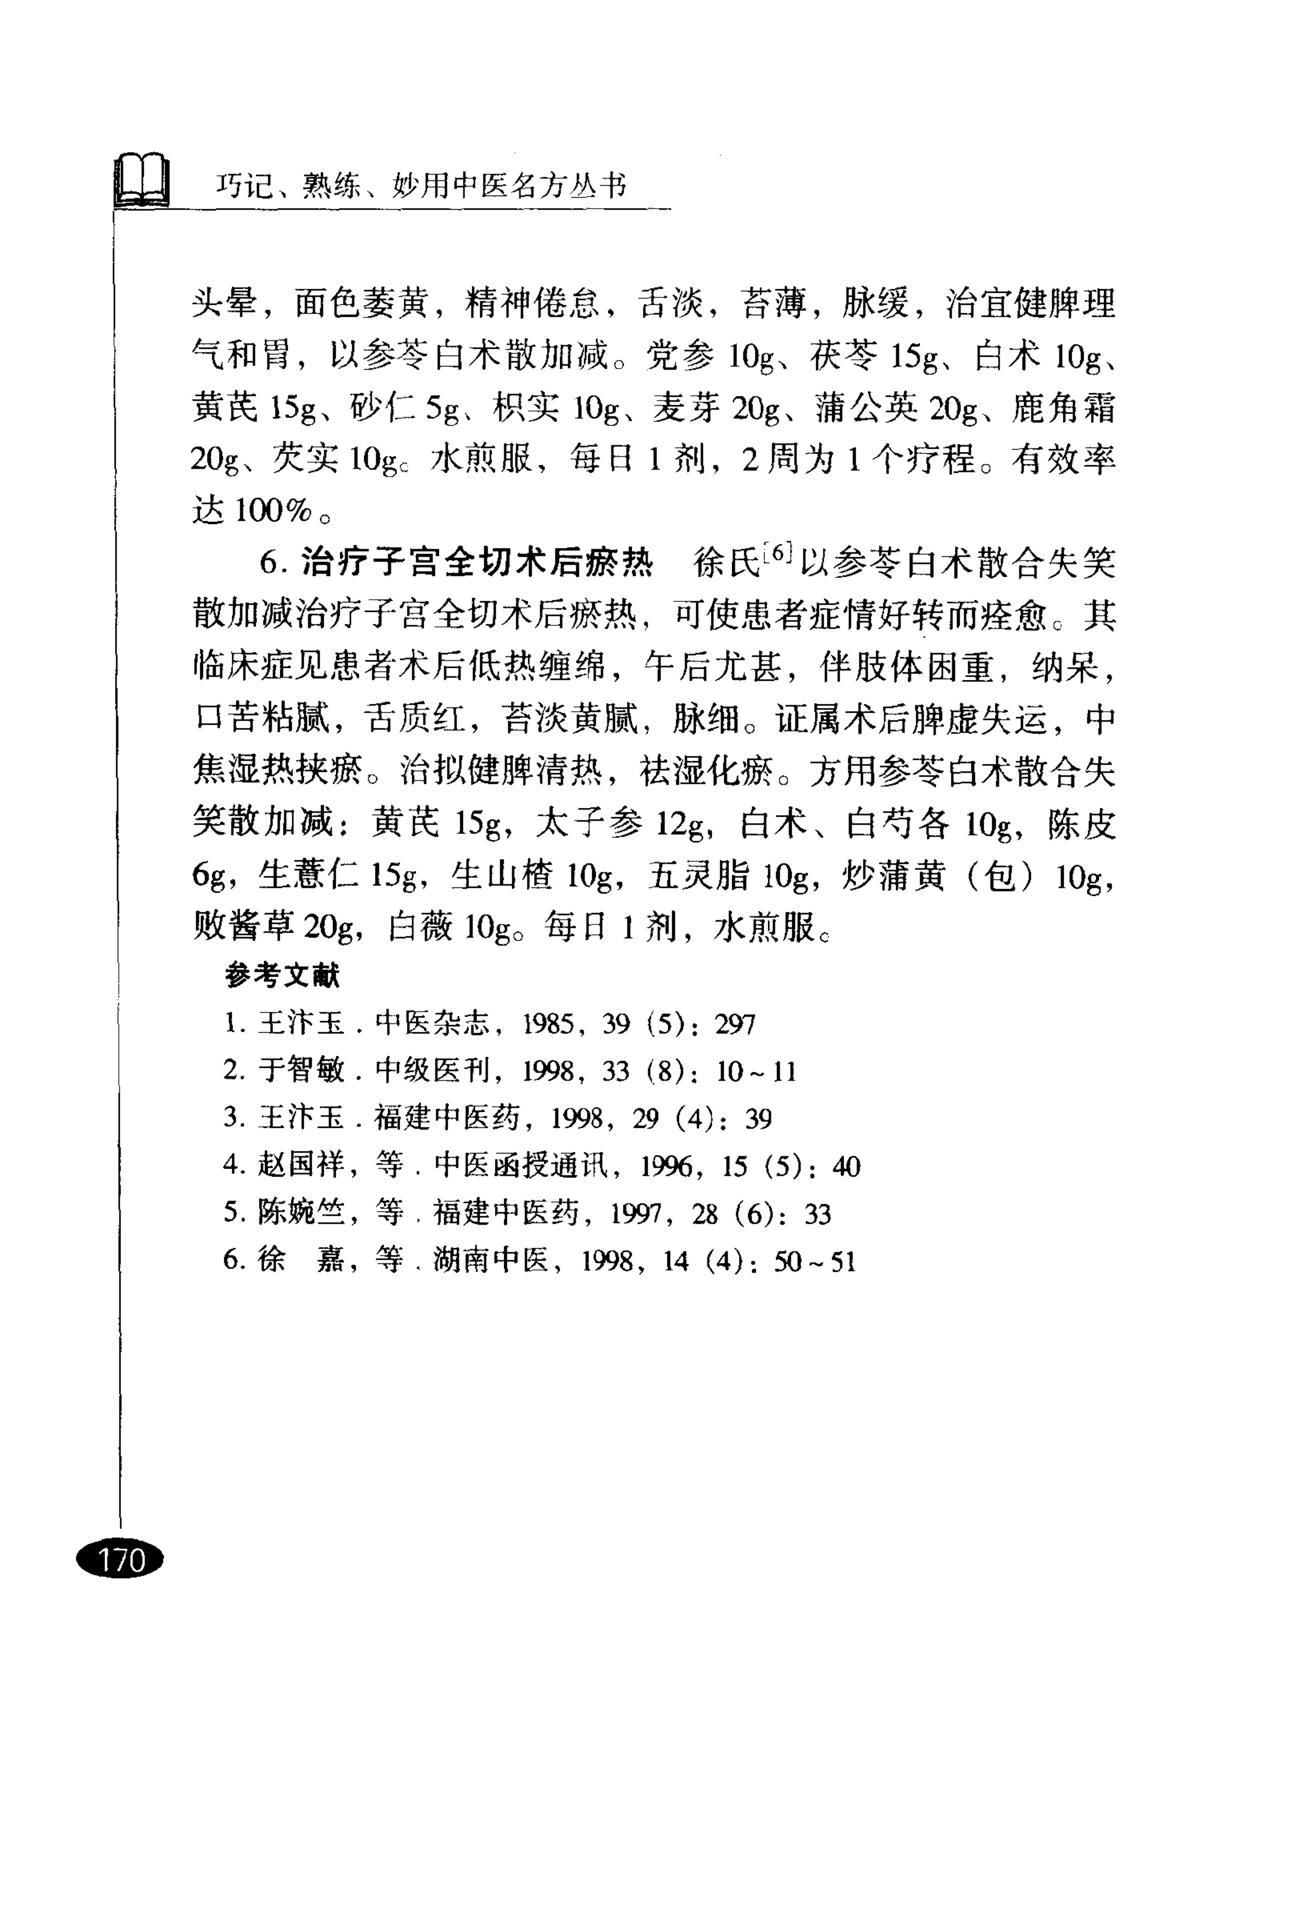 巧记、熟练、妙用中医名方丛书
头晕，面色萎黄，精神倦怠，舌淡，苔薄，脉缓，治宜健脾理
气和胃，以参苓白术散加减。党参 10g、茯苓 15g、白术 10g、
黄芪 15g、砂仁 5g、枳实 10g、麦芽 20g、蒲公英 20g、鹿角霜
20g、芡实 10g。水煎服，每日 1 剂，2 周为 1 个疗程。有效率
达 100%。
6. 治疗子宫全切术后瘀热　徐氏[6]以参苓白术散合失笑
散加减治疗子宫全切术后瘀热，可使患者症情好转而痊愈。其
临床症见患者术后低热缠绵，午后尤甚，伴肢体困重，纳呆，
口苦粘腻，舌质红，苔淡黄腻，脉细。证属术后脾虚失运，中
焦湿热挟瘀。治拟健脾清热，祛湿化瘀。方用参苓白术散合失
笑散加减：黄芪 15g，太子参 12g，白术、白芍各 10g，陈皮
6g，生薏仁 15g，生山楂 10g，五灵脂 10g，炒蒲黄（包）10g，
败酱草 20g，白薇 10g。每日 1 剂，水煎服。
参考文献
1. 王汴玉．中医杂志，1985，39（5）：297
2. 于智敏．中级医刊，1998，33（8）：10～11
3. 王汴玉．福建中医药，1998，29（4）：39
4. 赵国祥，等．中医函授通讯，1996，15（5）：40
5. 陈婉竺，等．福建中医药，1997，28（6）：33
6. 徐　嘉，等．湖南中医，1998，14（4）：50～51
170